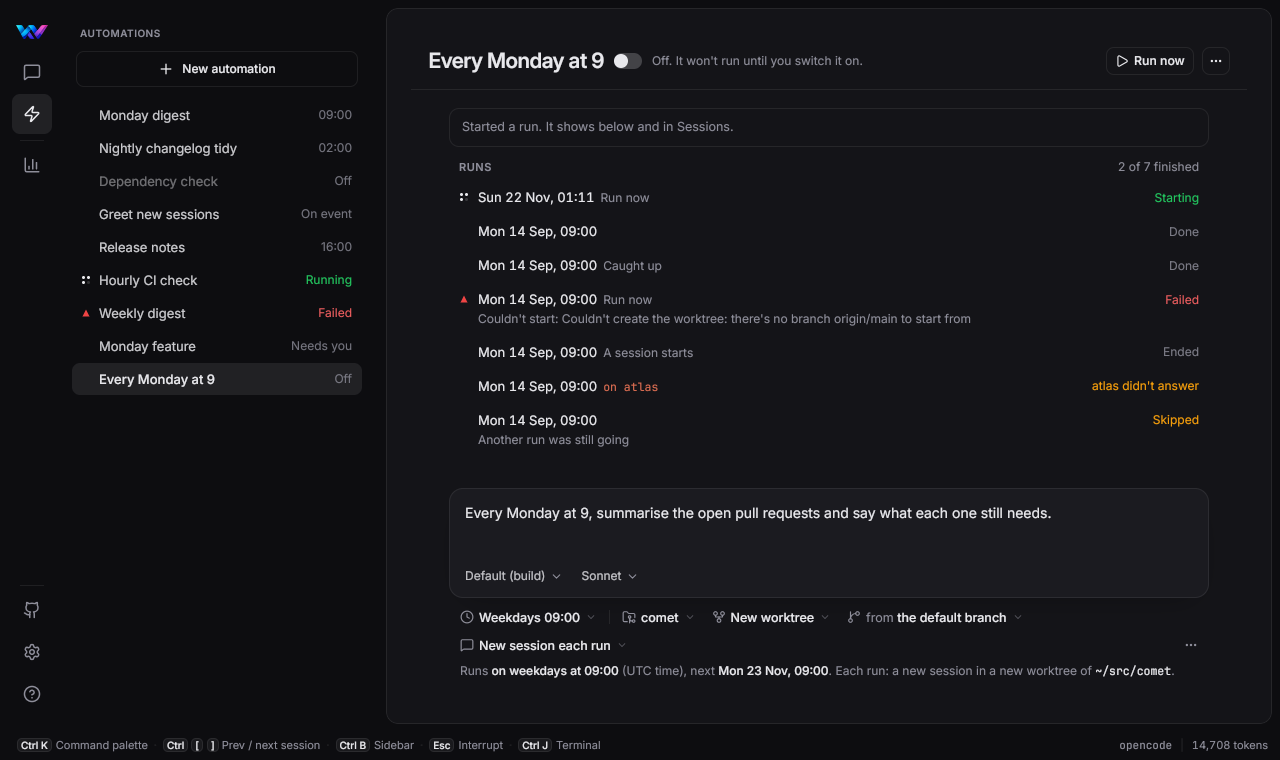 AUTOMATIONS
New automation
Monday digest 09:00
Nightly changelog tidy 02:00
Dependency check Off
Greet new sessions On event
Release notes 16:00
Hourly CI check Running
Weekly digest Failed
Monday feature Needs you
Every Monday at 9 Off
Every Monday at 9 Off. It won't run until you switch it on. Run now
Started a run. It shows below and in Sessions.
RUNS 2 of 7 finished
Sun 22 Nov, 01:11 Run now Starting
Mon 14 Sep, 09:00 Done
Mon 14 Sep, 09:00 Caught up Done
Mon 14 Sep, 09:00 Run now Failed
Couldn't start: Couldn't create the worktree: there's no branch origin/main to start from
Mon 14 Sep, 09:00 A session starts Ended
Mon 14 Sep, 09:00 on atlas atlas didn't answer
Mon 14 Sep, 09:00 Skipped
Another run was still going
Every Monday at 9, summarise the open pull requests and say what each one still needs.
Default (build) Sonnet
Weekdays 09:00 comet New worktree from the default branch
New session each run
Runs on weekdays at 09:00 (UTC time), next Mon 23 Nov, 09:00. Each run: a new session in a new worktree of ~/src/comet.
Ctrl K Command palette · Ctrl [ ] Prev / next session · Ctrl B Sidebar · Esc Interrupt · Ctrl J Terminal opencode 14,708 tokens